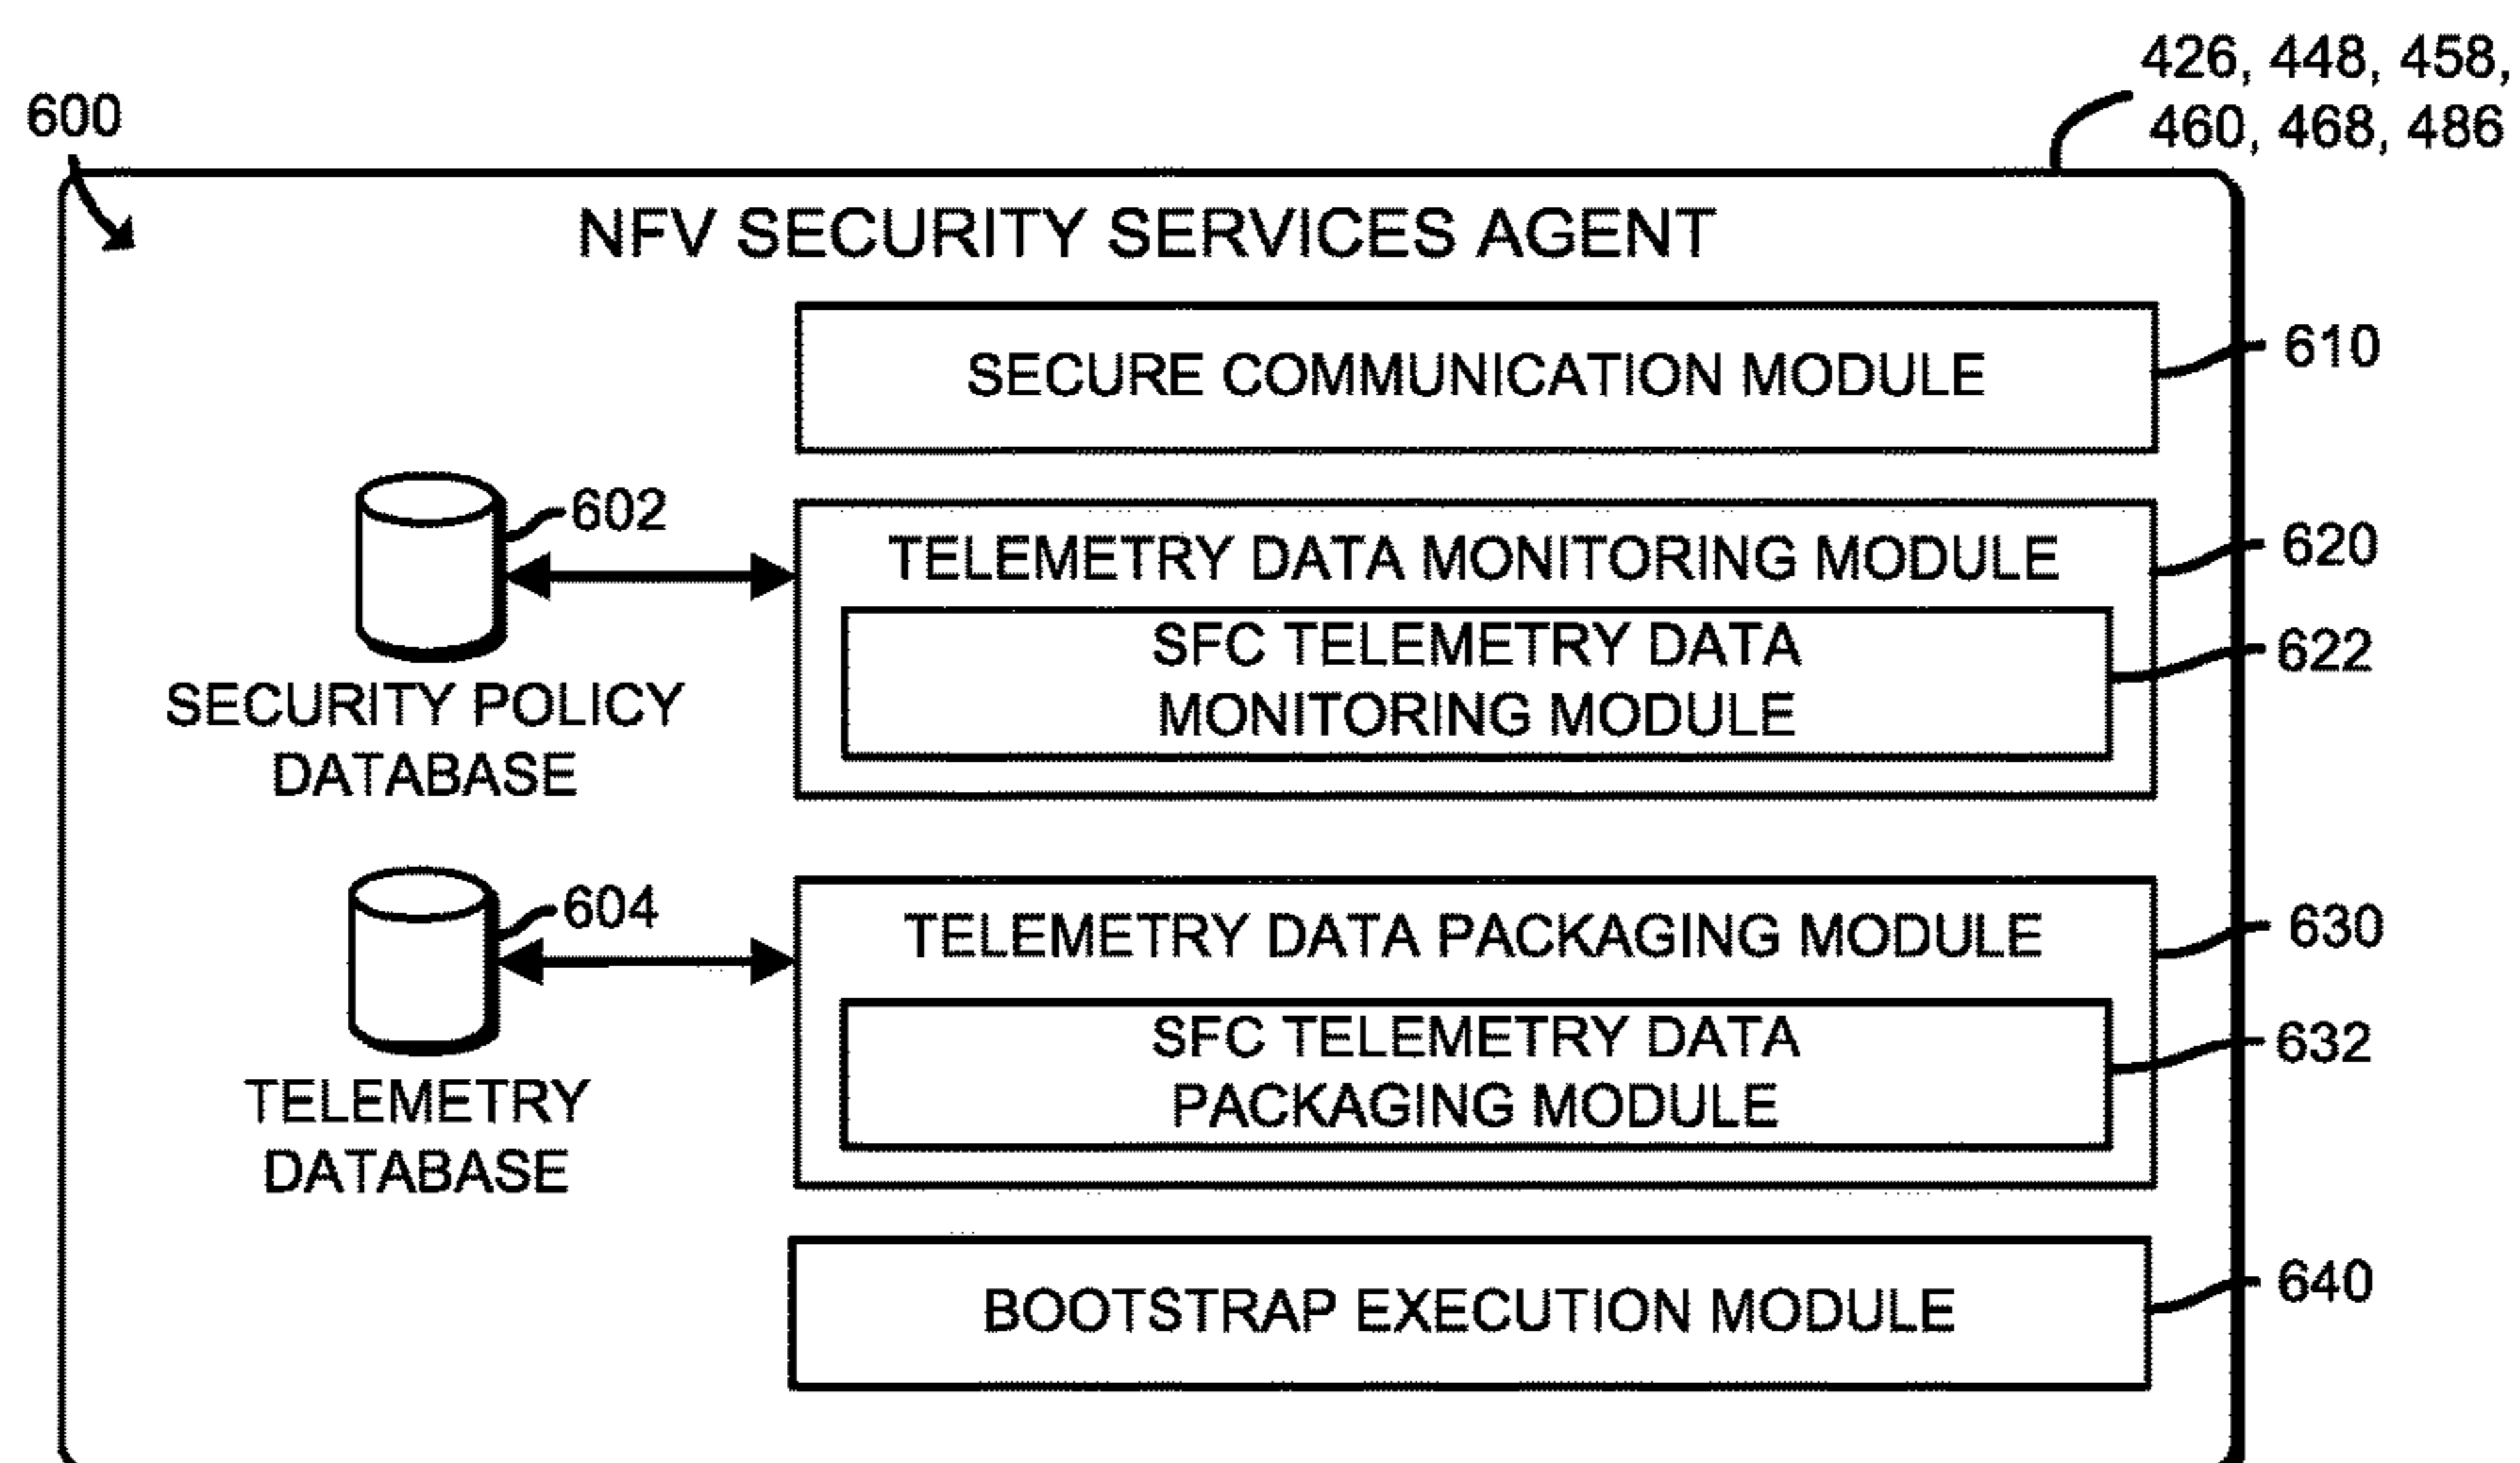 426, 448, 458,
460, 468, 486
600
NFV SECURITY SERVICES AGENT
SECURE COMMUNICATION MODULE
610
602
TELEMETRY DATA MONITORING MODULE
620
SFC TELEMETRY DATA
MONITORING MODULE
622
SECURITY POLICY
DATABASE
604
TELEMETRY DATA PACKAGING MODULE
630
SFC TELEMETRY DATA
PACKAGING MODULE
632
TELEMETRY
DATABASE
BOOTSTRAP EXECUTION MODULE
640